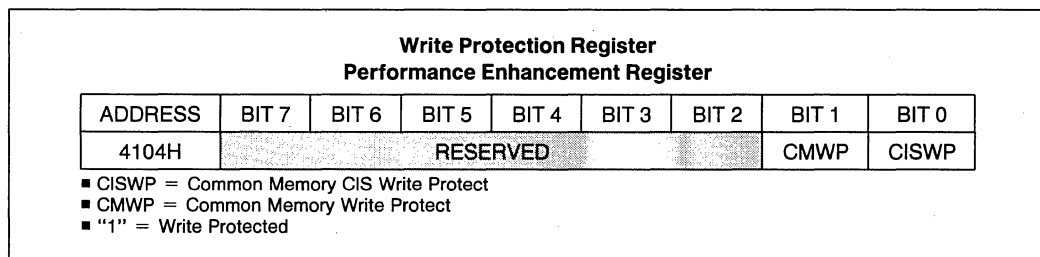 Write Protection Register
Performance Enhancement Register
ADDRESS BIT 7 BIT 6 BIT 5 BIT 4 BIT 3 BIT 2 BIT 1 BIT 0
4104H RESERVED CMWP CISWP
■ CISWP = Common Memory CIS Write Protect
■ CMWP = Common Memory Write Protect
■ "1" = Write Protected